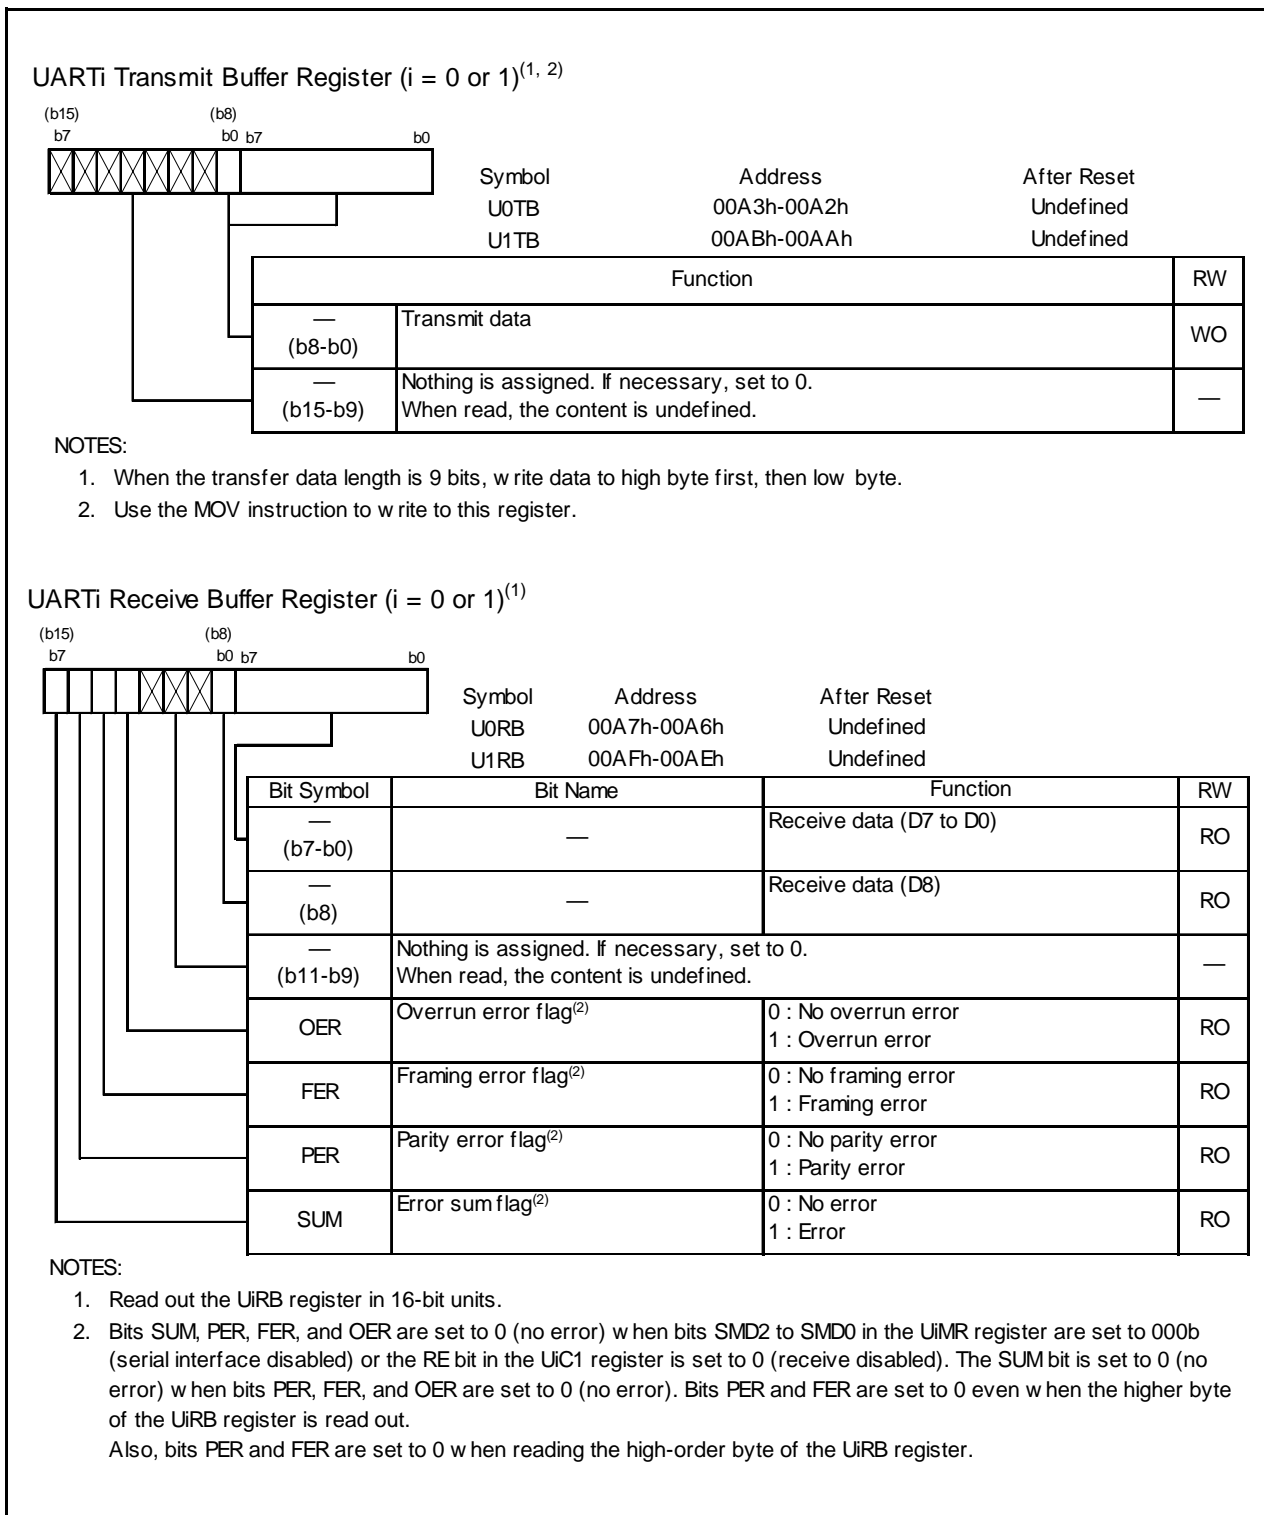 UARTi Transmit Buffer Register (i = 0 or 1)(1, 2)
(b15) (b8)
b7 b0 b7 b0
Symbol Address After Reset
U0TB 00A3h-00A2h Undefined
U1TB 00ABh-00AAh Undefined
Function RW
— Transmit data
(b8-b0) WO
— Nothing is assigned. If necessary, set to 0.
(b15-b9) When read, the content is undefined. —
NOTES:
1. When the transfer data length is 9 bits, write data to high byte first, then low byte.
2. Use the MOV instruction to write to this register.
UARTi Receive Buffer Register (i = 0 or 1)(1)
(b15) (b8)
b7 b0 b7 b0
Symbol Address After Reset
U0RB 00A7h-00A6h Undefined
U1RB 00AFh-00AEh Undefined
Bit Symbol Bit Name Function RW
— Receive data (D7 to D0)
(b7-b0) — RO
— Receive data (D8)
(b8) — RO
— Nothing is assigned. If necessary, set to 0.
(b11-b9) When read, the content is undefined. —
OER Overrun error flag(2) 0 : No overrun error RO
1 : Overrun error
FER Framing error flag(2) 0 : No framing error RO
1 : Framing error
PER Parity error flag(2) 0 : No parity error RO
1 : Parity error
SUM Error sum flag(2) 0 : No error RO
1 : Error
NOTES:
1. Read out the UiRB register in 16-bit units.
2. Bits SUM, PER, FER, and OER are set to 0 (no error) when bits SMD2 to SMD0 in the UiMR register are set to 000b
(serial interface disabled) or the RE bit in the UiC1 register is set to 0 (receive disabled). The SUM bit is set to 0 (no
error) when bits PER, FER, and OER are set to 0 (no error). Bits PER and FER are set to 0 even when the higher byte
of the UiRB register is read out.
Also, bits PER and FER are set to 0 when reading the high-order byte of the UiRB register.